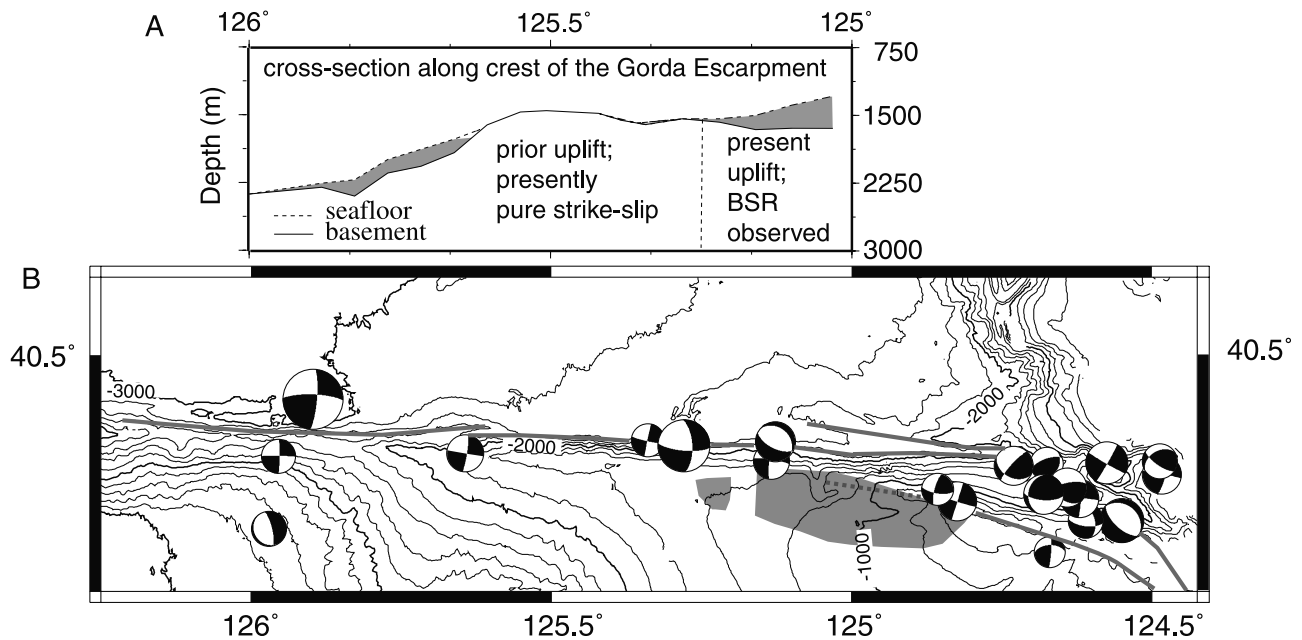 A
126° 125.5° 125°
cross-section along crest of the Gorda Escarpment
Depth (m)
750
1500
2250
3000
prior uplift;
presently
pure strike-slip
present
uplift;
BSR
observed
seafloor
basement
B
40.5° 40.5°
-3000
-2000
-2000
-1000
126° 125.5° 125° 124.5°